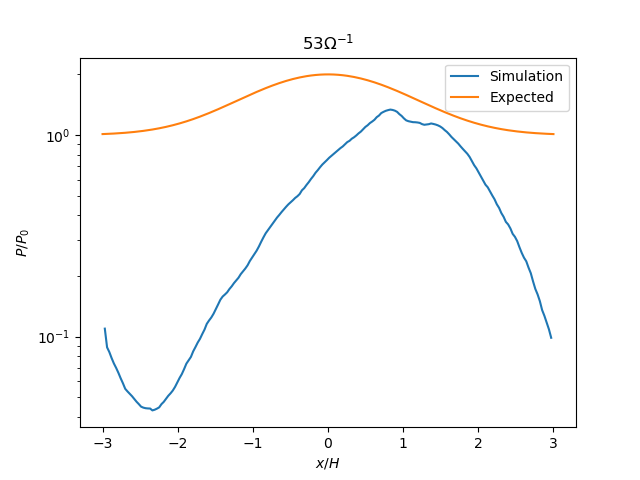 53Ω⁻¹
Simulation
Expected
10⁰
10⁻¹
P/P₀
−3 −2 −1 0 1 2 3
x/H